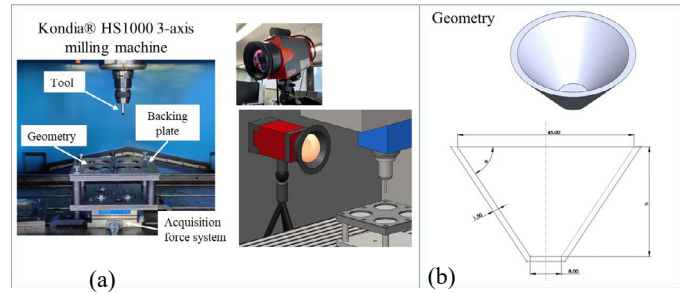 Kondia® HS1000 3-axis
milling machine
Tool
Geometry
Backing
plate
Acquisition
force system
(a)
Geometry
45.00
1.50
8.00
(b)